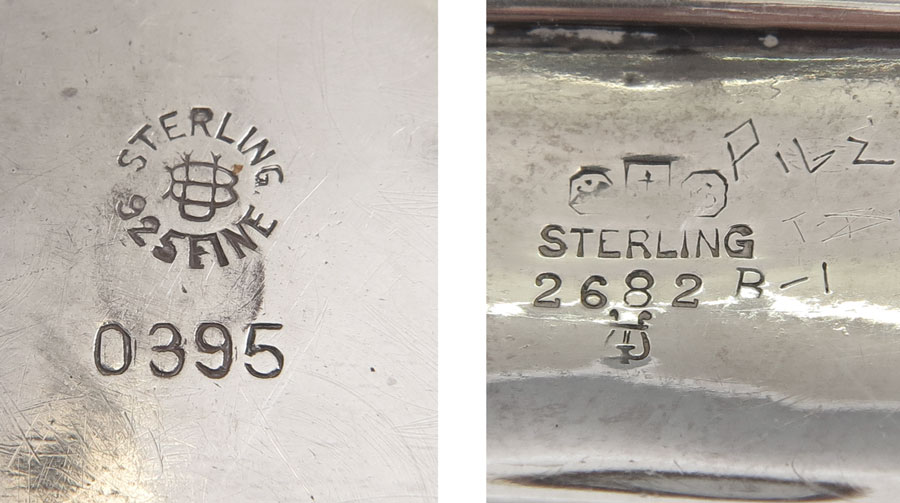 STERLING
925 FINE
0395
STERLING
2682 B-1